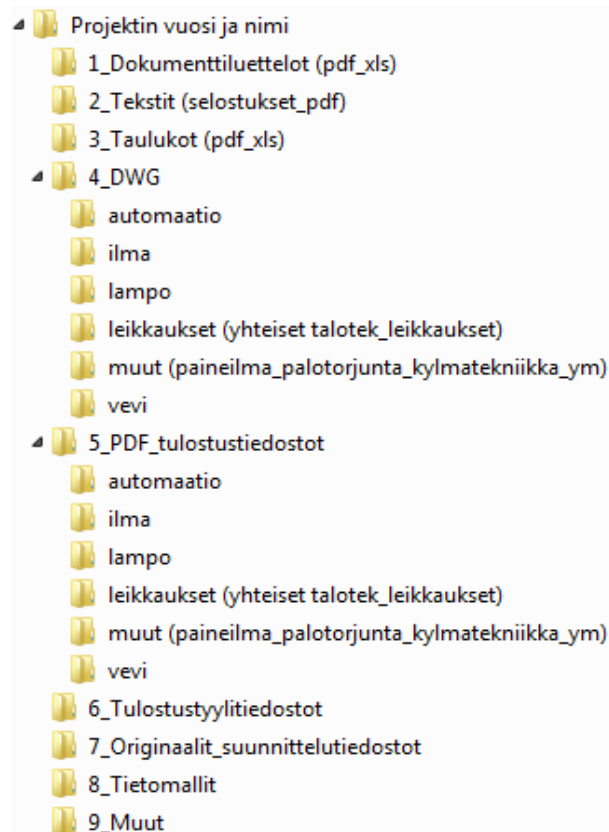 Projektin vuosi ja nimi
1_Dokumenttiluettelot (pdf_xls)
2_Tekstit (selostukset_pdf)
3_Taulukot (pdf_xls)
4_DWG
automaatio
ilma
lampo
leikkaukset (yhteiset talotek_leikkaukset)
muut (paineilma_palotorjunta_kylmatekniikka_ym)
vevi
5_PDF_tulostustiedostot
automaatio
ilma
lampo
leikkaukset (yhteiset talotek_leikkaukset)
muut (paineilma_palotorjunta_kylmatekniikka_ym)
vevi
6_Tulostustyylitiedostot
7_Originaalit_suunnittelutiedostot
8_Tietomallit
9_Muut